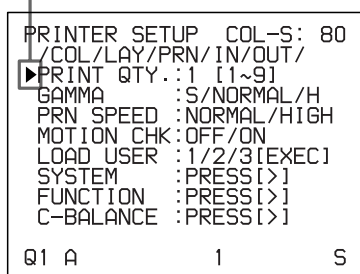 PRINTER SETUP COL-S: 80
/COL/LAY/PRN/IN/OUT/
▶PRINT QTY.:1 [1~9]
GAMMA :S/NORMAL/H
PRN SPEED :NORMAL/HIGH
MOTION CHK:OFF/ON
LOAD USER :1/2/3[EXEC]
SYSTEM :PRESS[>]
FUNCTION :PRESS[>]
C-BALANCE :PRESS[>]
Q1 A 1 S